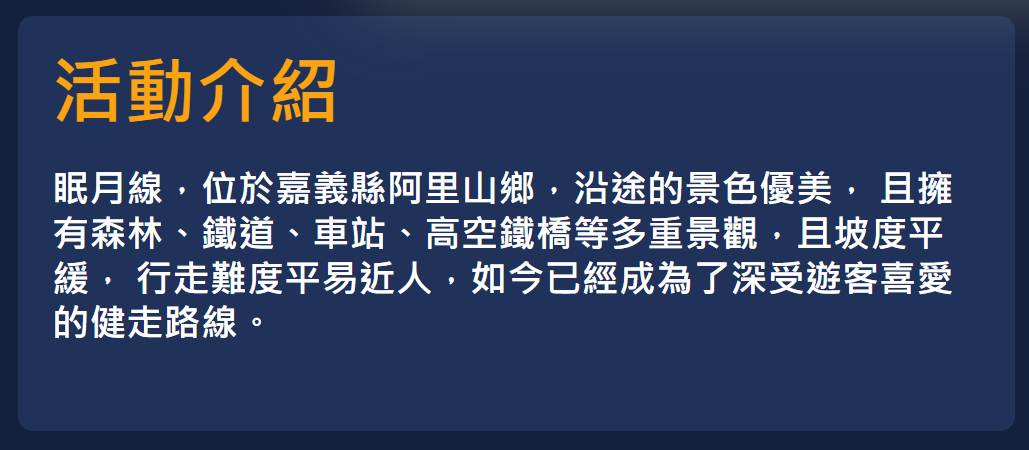 活動介紹
眠月線，位於嘉義縣阿里山鄉，沿途的景色優美， 且擁
有森林、鐵道、車站、高空鐵橋等多重景觀，且坡度平
緩， 行走難度平易近人，如今已經成為了深受遊客喜愛
的健走路線。